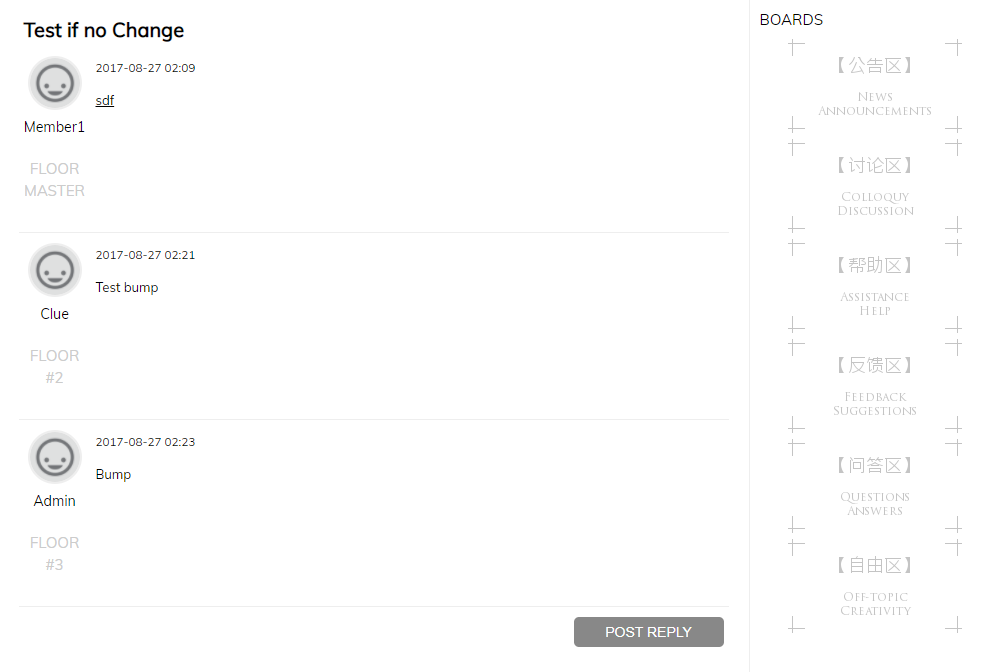 Test if no Change
2017-08-27 02:09
sdf
Member1
FLOOR
MASTER
2017-08-27 02:21
Test bump
Clue
FLOOR
#2
2017-08-27 02:23
Bump
Admin
FLOOR
#3
POST REPLY
BOARDS
【公告区】
News
Announcements
【讨论区】
Colloquy
Discussion
【帮助区】
Assistance
Help
【反馈区】
Feedback
Suggestions
【问答区】
Questions
Answers
【自由区】
Off-topic
Creativity